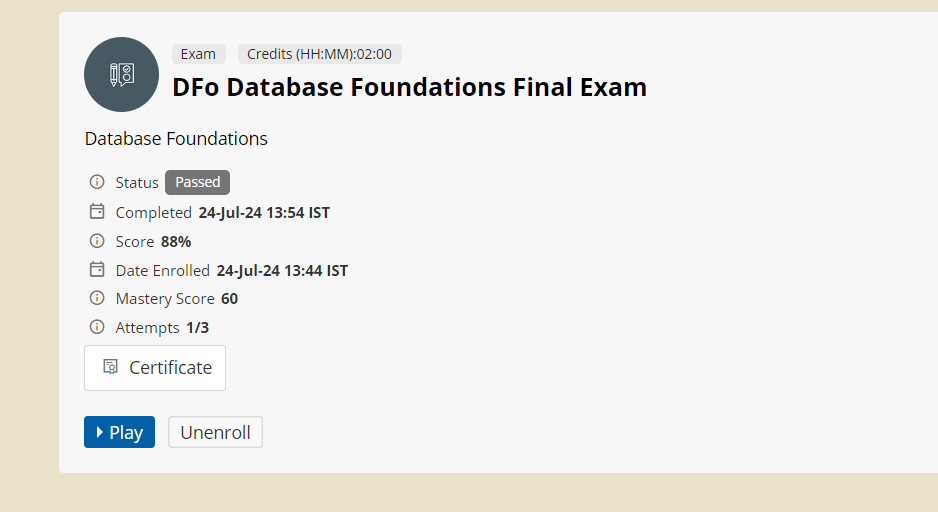 Exam Credits (HH:MM):02:00
DFo Database Foundations Final Exam
Database Foundations
Status Passed
Completed 24-Jul-24 13:54 IST
Score 88%
Date Enrolled 24-Jul-24 13:44 IST
Mastery Score 60
Attempts 1/3
Certificate
Play Unenroll